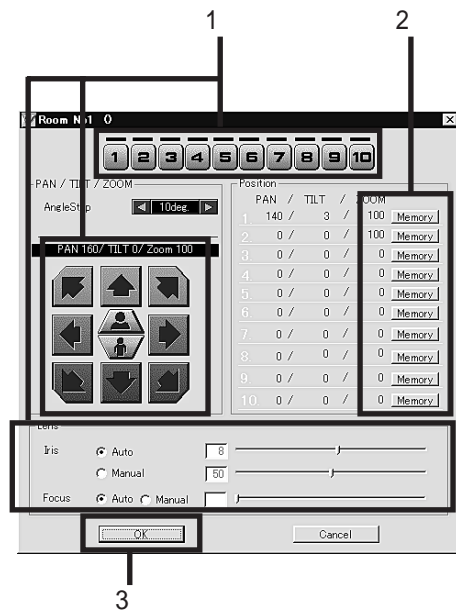 1 2
Room No1 ()
1 2 3 4 5 6 7 8 9 10
PAN / TILT / ZOOM
AngleStep 10deg.
PAN 160/ TILT 0/ Zoom 100
Position
PAN / TILT / ZOOM
1. 140 / 3 / 100 Memory
2. 0 / 0 / 100 Memory
3. 0 / 0 / 0 Memory
4. 0 / 0 / 0 Memory
5. 0 / 0 / 0 Memory
6. 0 / 0 / 0 Memory
7. 0 / 0 / 0 Memory
8. 0 / 0 / 0 Memory
9. 0 / 0 / 0 Memory
10. 0 / 0 / 0 Memory
Lens
Iris Auto 8
Manual 50
Focus Auto Manual
OK Cancel
3